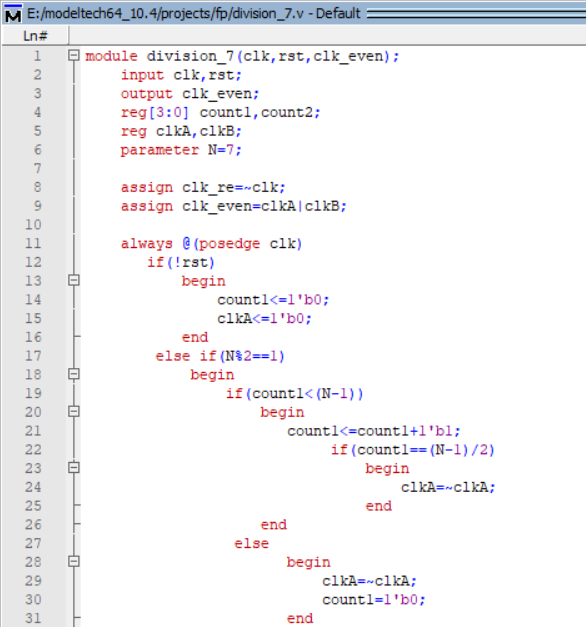 E:/modeltech64_10.4/projects/fp/division_7.v - Default
Ln#
1 module division_7(clk,rst,clk_even);
2 input clk,rst;
3 output clk_even;
4 reg[3:0] count1,count2;
5 reg clkA,clkB;
6 parameter N=7;
7
8 assign clk_re=~clk;
9 assign clk_even=clkA|clkB;
10
11 always @(posedge clk)
12 if(!rst)
13 begin
14 count1<=1'b0;
15 clkA<=1'b0;
16 end
17 else if(N%2==1)
18 begin
19 if(count1<(N-1))
20 begin
21 count1<=count1+1'b1;
22 if(count1==(N-1)/2)
23 begin
24 clkA=~clkA;
25 end
26 end
27 else
28 begin
29 clkA=~clkA;
30 count1=1'b0;
31 end